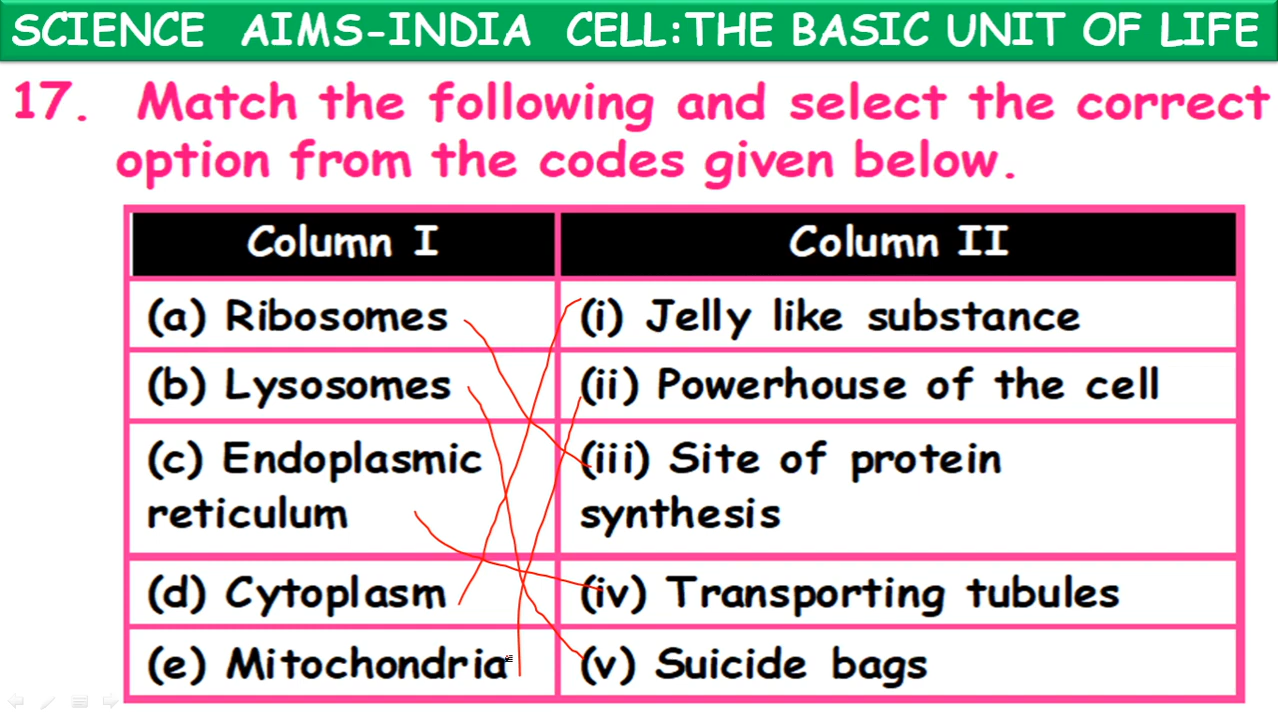 SCIENCE AIMS-INDIA CELL:THE BASIC UNIT OF LIFE
17. Match the following and select the correct
option from the codes given below.
Column I Column II
(a) Ribosomes (i) Jelly like substance
(b) Lysosomes (ii) Powerhouse of the cell
(c) Endoplasmic (iii) Site of protein
reticulum synthesis
(d) Cytoplasm (iv) Transporting tubules
(e) Mitochondria (v) Suicide bags